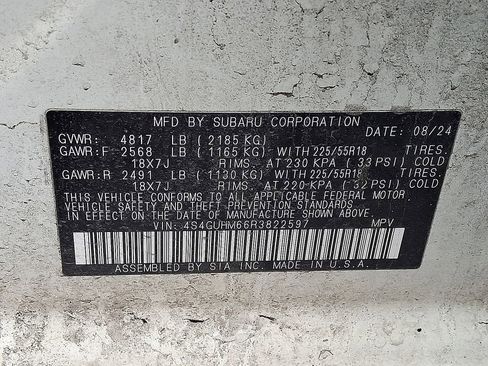 MFD BY SUBARU CORPORATION DATE: 08/24
GVWR: 4817 LB (2185 KG)
GAWR:F 2568 LB (1165 KG) WITH 225/55R18 TIRES.
18X7J RIMS. AT 230 KPA (33 PSI) COLD
GAWR:R 2491 LB (1130 KG) WITH 225/55R18 TIRES.
18X7J RIMS. AT 220 KPA (32 PSI) COLD
THIS VEHICLE CONFORMS TO ALL APPLICABLE FEDERAL MOTOR
VEHICLE SAFETY AND THEFT PREVENTION STANDARDS
IN EFFECT ON THE DATE OF MANUFACTURE SHOWN ABOVE.
VIN: 4S4GUHM66R3822597 MPV
ASSEMBLED BY SIA INC. MADE IN U.S.A.